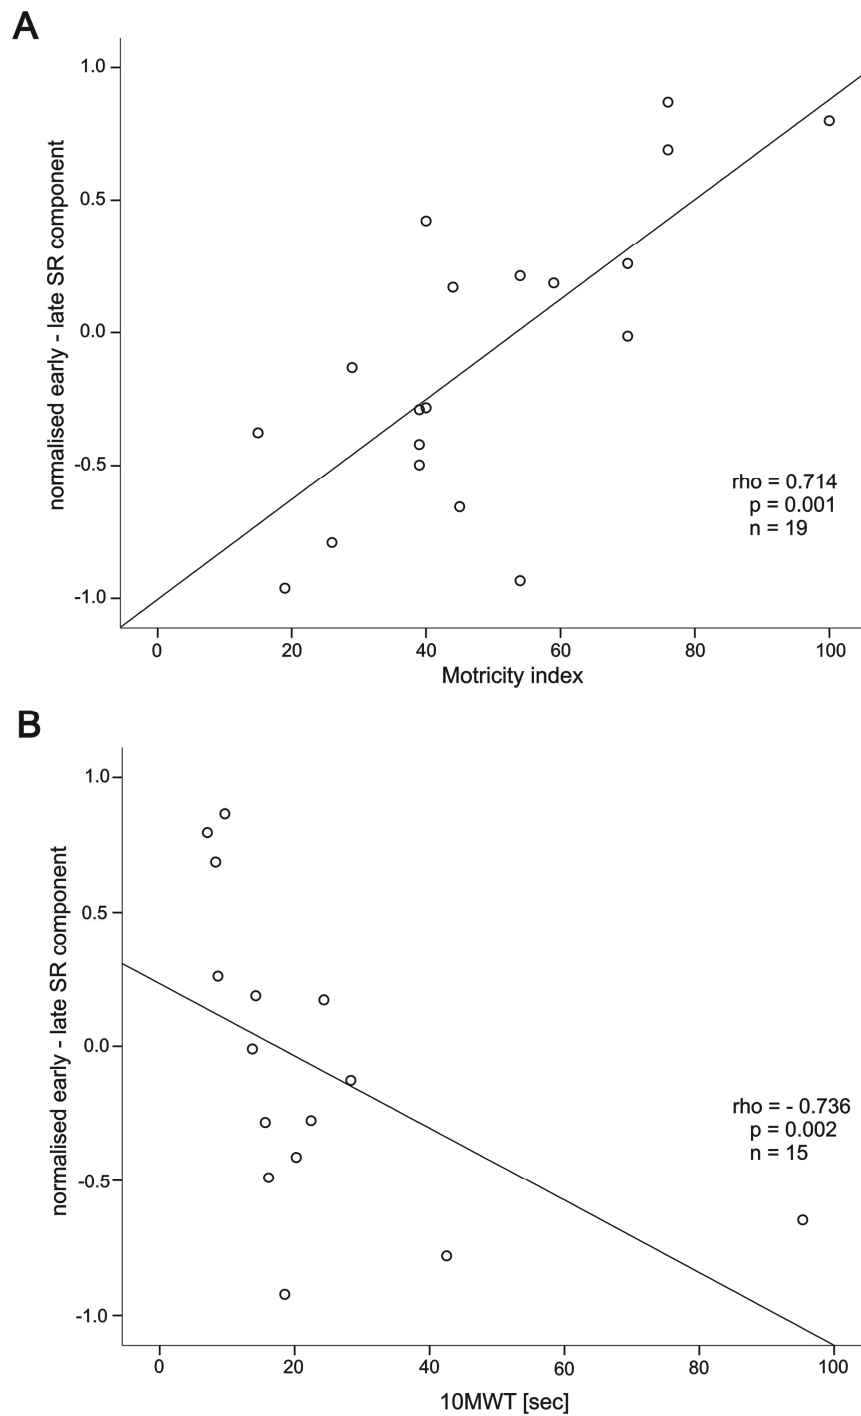 A
normalised early - late SR component
1.0
0.5
0.0
-0.5
-1.0
rho = 0.714
p = 0.001
n = 19
0 20 40 60 80 100
Motricity index
B
normalised early - late SR component
1.0
0.5
0.0
-0.5
-1.0
rho = - 0.736
p = 0.002
n = 15
0 20 40 60 80 100
10MWT [sec]